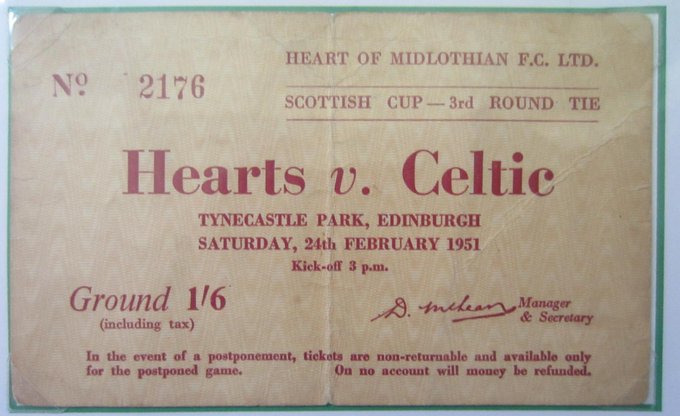 HEART OF MIDLOTHIAN F.C. LTD.
Nº 2176
SCOTTISH CUP — 3rd ROUND TIE
Hearts v. Celtic
TYNECASTLE PARK, EDINBURGH
SATURDAY, 24th FEBRUARY 1951
Kick-off 3 p.m.
Ground 1/6
(including tax)
D. McLean Manager
& Secretary
In the event of a postponement, tickets are non-returnable and available only
for the postponed game. On no account will money be refunded.